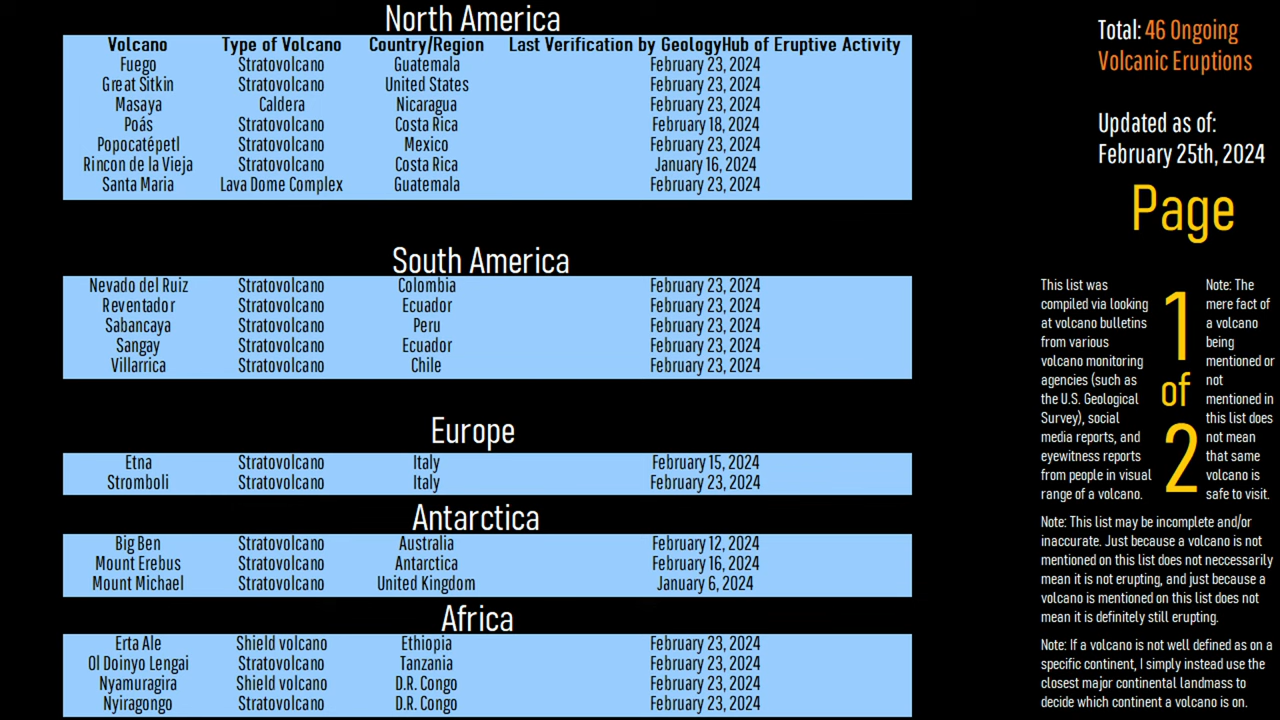 North America
Volcano Type of Volcano Country/Region Last Verification by GeologyHub of Eruptive Activity
Fuego Stratovolcano Guatemala February 23, 2024
Great Sitkin Stratovolcano United States February 23, 2024
Masaya Caldera Nicaragua February 23, 2024
Poás Stratovolcano Costa Rica February 18, 2024
Popocatépetl Stratovolcano Mexico February 23, 2024
Rincon de la Vieja Stratovolcano Costa Rica January 16, 2024
Santa Maria Lava Dome Complex Guatemala February 23, 2024
South America
Nevado del Ruiz Stratovolcano Colombia February 23, 2024
Reventador Stratovolcano Ecuador February 23, 2024
Sabancaya Stratovolcano Peru February 23, 2024
Sangay Stratovolcano Ecuador February 23, 2024
Villarrica Stratovolcano Chile February 23, 2024
Europe
Etna Stratovolcano Italy February 15, 2024
Stromboli Stratovolcano Italy February 23, 2024
Antarctica
Big Ben Stratovolcano Australia February 12, 2024
Mount Erebus Stratovolcano Antarctica February 16, 2024
Mount Michael Stratovolcano United Kingdom January 6, 2024
Africa
Erta Ale Shield volcano Ethiopia February 23, 2024
Ol Doinyo Lengai Stratovolcano Tanzania February 23, 2024
Nyamuragira Shield volcano D.R. Congo February 23, 2024
Nyiragongo Stratovolcano D.R. Congo February 23, 2024
Total: 46 Ongoing
Volcanic Eruptions
Updated as of:
February 25th, 2024
Page
1
of
2
This list was
compiled via looking
at volcano bulletins
from various
volcano monitoring
agencies (such as
the U.S. Geological
Survey), social
media reports, and
eyewitness reports
from people in visual
range of a volcano.
Note: The
mere fact of
a volcano
being
mentioned or
not
mentioned in
this list does
not mean
that same
volcano is
safe to visit.
Note: This list may be incomplete and/or
inaccurate. Just because a volcano is not
mentioned on this list does not neccessarily
mean it is not erupting, and just because a
volcano is mentioned on this list does not
mean it is definitely still erupting.
Note: If a volcano is not well defined as on a
specific continent, I simply instead use the
closest major continental landmass to
decide which continent a volcano is on.